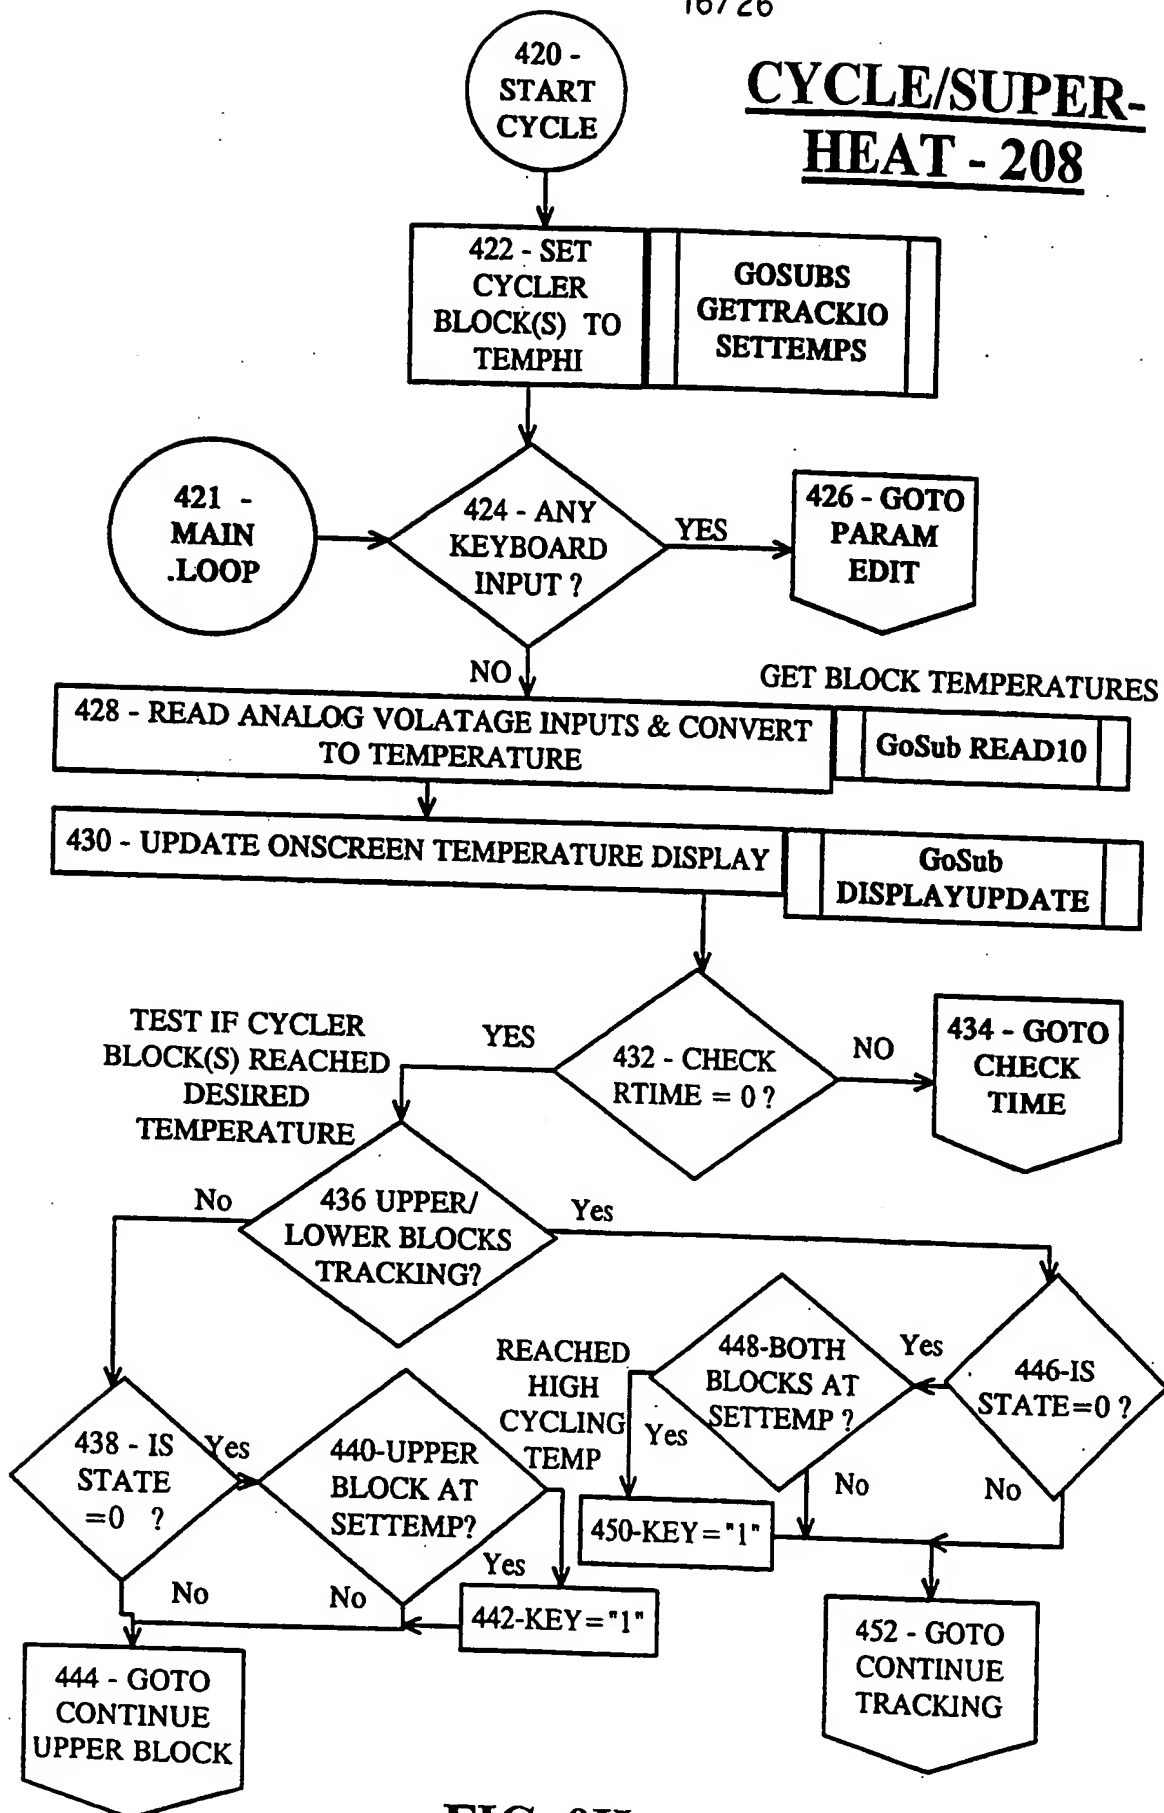 16/26
CYCLE/SUPER-
HEAT - 208
420 -
START
CYCLE
422 - SET
CYCLER
BLOCK(S) TO
TEMPHI
GOSUBS
GETTRACKIO
SETTEMPS
421 -
MAIN
.LOOP
424 - ANY
KEYBOARD
INPUT ?
YES
426 - GOTO
PARAM
EDIT
NO
GET BLOCK TEMPERATURES
428 - READ ANALOG VOLATAGE INPUTS & CONVERT
TO TEMPERATURE
GoSub READ10
430 - UPDATE ONSCREEN TEMPERATURE DISPLAY
GoSub
DISPLAYUPDATE
TEST IF CYCLER
BLOCK(S) REACHED
DESIRED
TEMPERATURE
YES
432 - CHECK
RTIME = 0 ?
NO
434 - GOTO
CHECK
TIME
No
436 UPPER/
LOWER BLOCKS
TRACKING?
Yes
438 - IS
STATE
=0 ?
Yes
440-UPPER
BLOCK AT
SETTEMP?
REACHED
HIGH
CYCLING
TEMP
448-BOTH
BLOCKS AT
SETTEMP ?
Yes
446-IS
STATE=0 ?
Yes
No
No
450-KEY="1"
No
No
Yes
442-KEY="1"
444 - GOTO
CONTINUE
UPPER BLOCK
452 - GOTO
CONTINUE
TRACKING